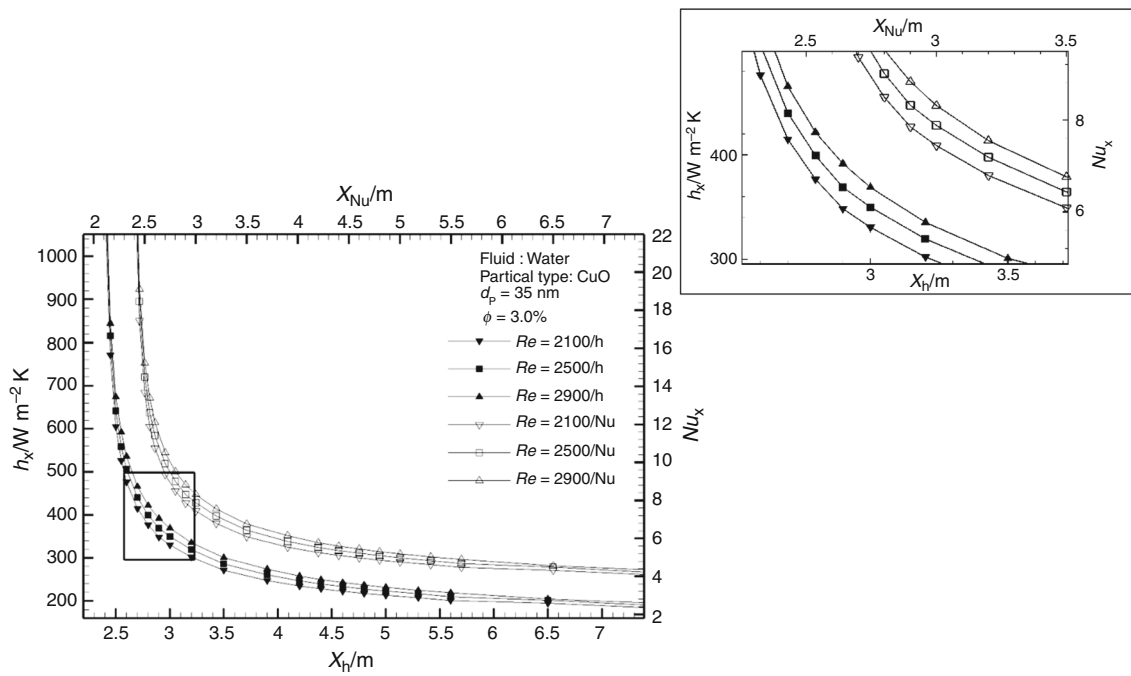 X_Nu/m
2 2.5 3 3.5 4 4.5 5 5.5 6 6.5 7
h_x/W m⁻² K
1000
900
800
700
600
500
400
300
200
22
20
18
16
14
12
10
8
6
4
2
Nu_x
Fluid : Water
Partical type: CuO
d_P = 35 nm
ϕ = 3.0%
Re = 2100/h
Re = 2500/h
Re = 2900/h
Re = 2100/Nu
Re = 2500/Nu
Re = 2900/Nu
2.5 3 3.5 4 4.5 5 5.5 6 6.5 7
X_h/m
X_Nu/m
2.5 3 3.5
h_x/W m⁻² K
400
300
8
6
Nu_x
3 3.5
X_h/m